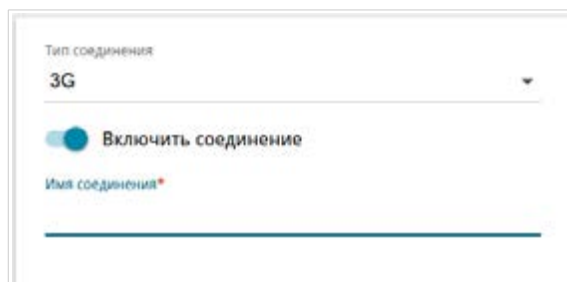 Тип соединения
3G
Включить соединение
Имя соединения*